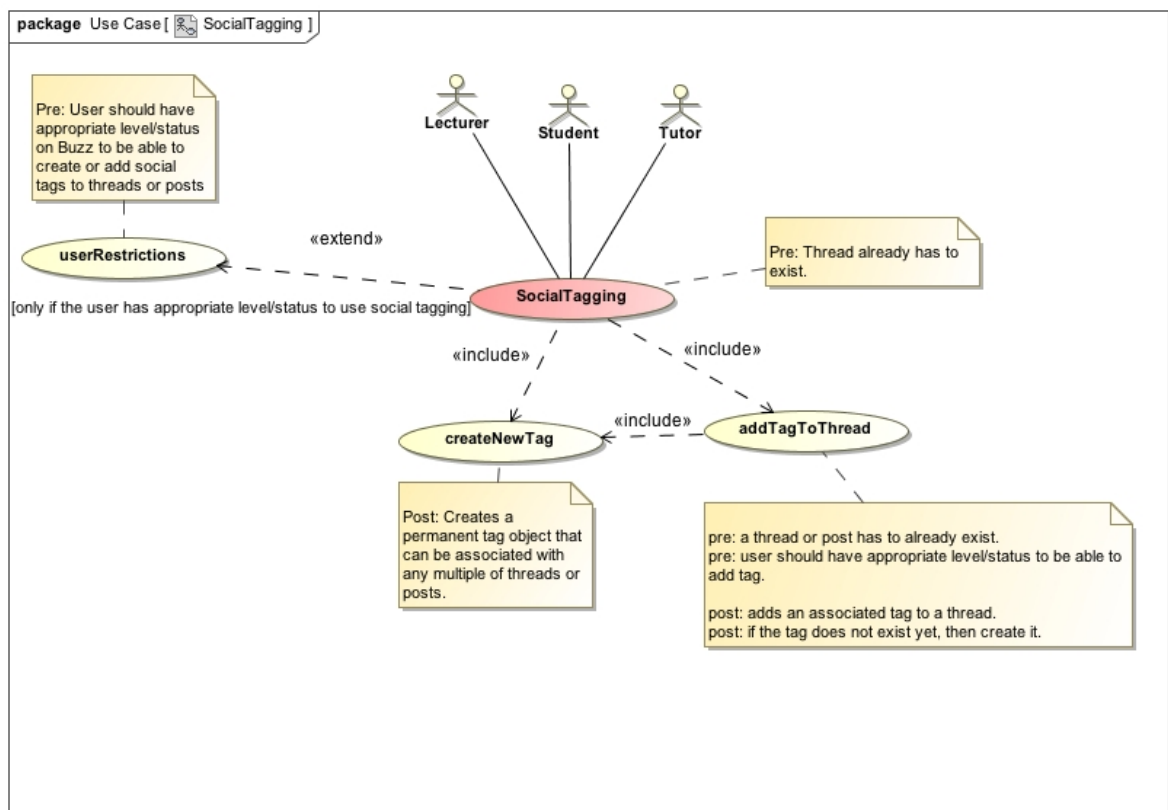 package Use Case [ SocialTagging ]
Pre: User should have
appropriate level/status
on Buzz to be able to
create or add social
tags to threads or posts
Lecturer
Student
Tutor
«extend»
userRestrictions
Pre: Thread already has to
exist.
SocialTagging
[only if the user has appropriate level/status to use social tagging]
«include»
«include»
«include»
createNewTag
addTagToThread
Post: Creates a
permanent tag object that
can be associated with
any multiple of threads or
posts.
pre: a thread or post has to already exist.
pre: user should have appropriate level/status to be able to
add tag.
post: adds an associated tag to a thread.
post: if the tag does not exist yet, then create it.